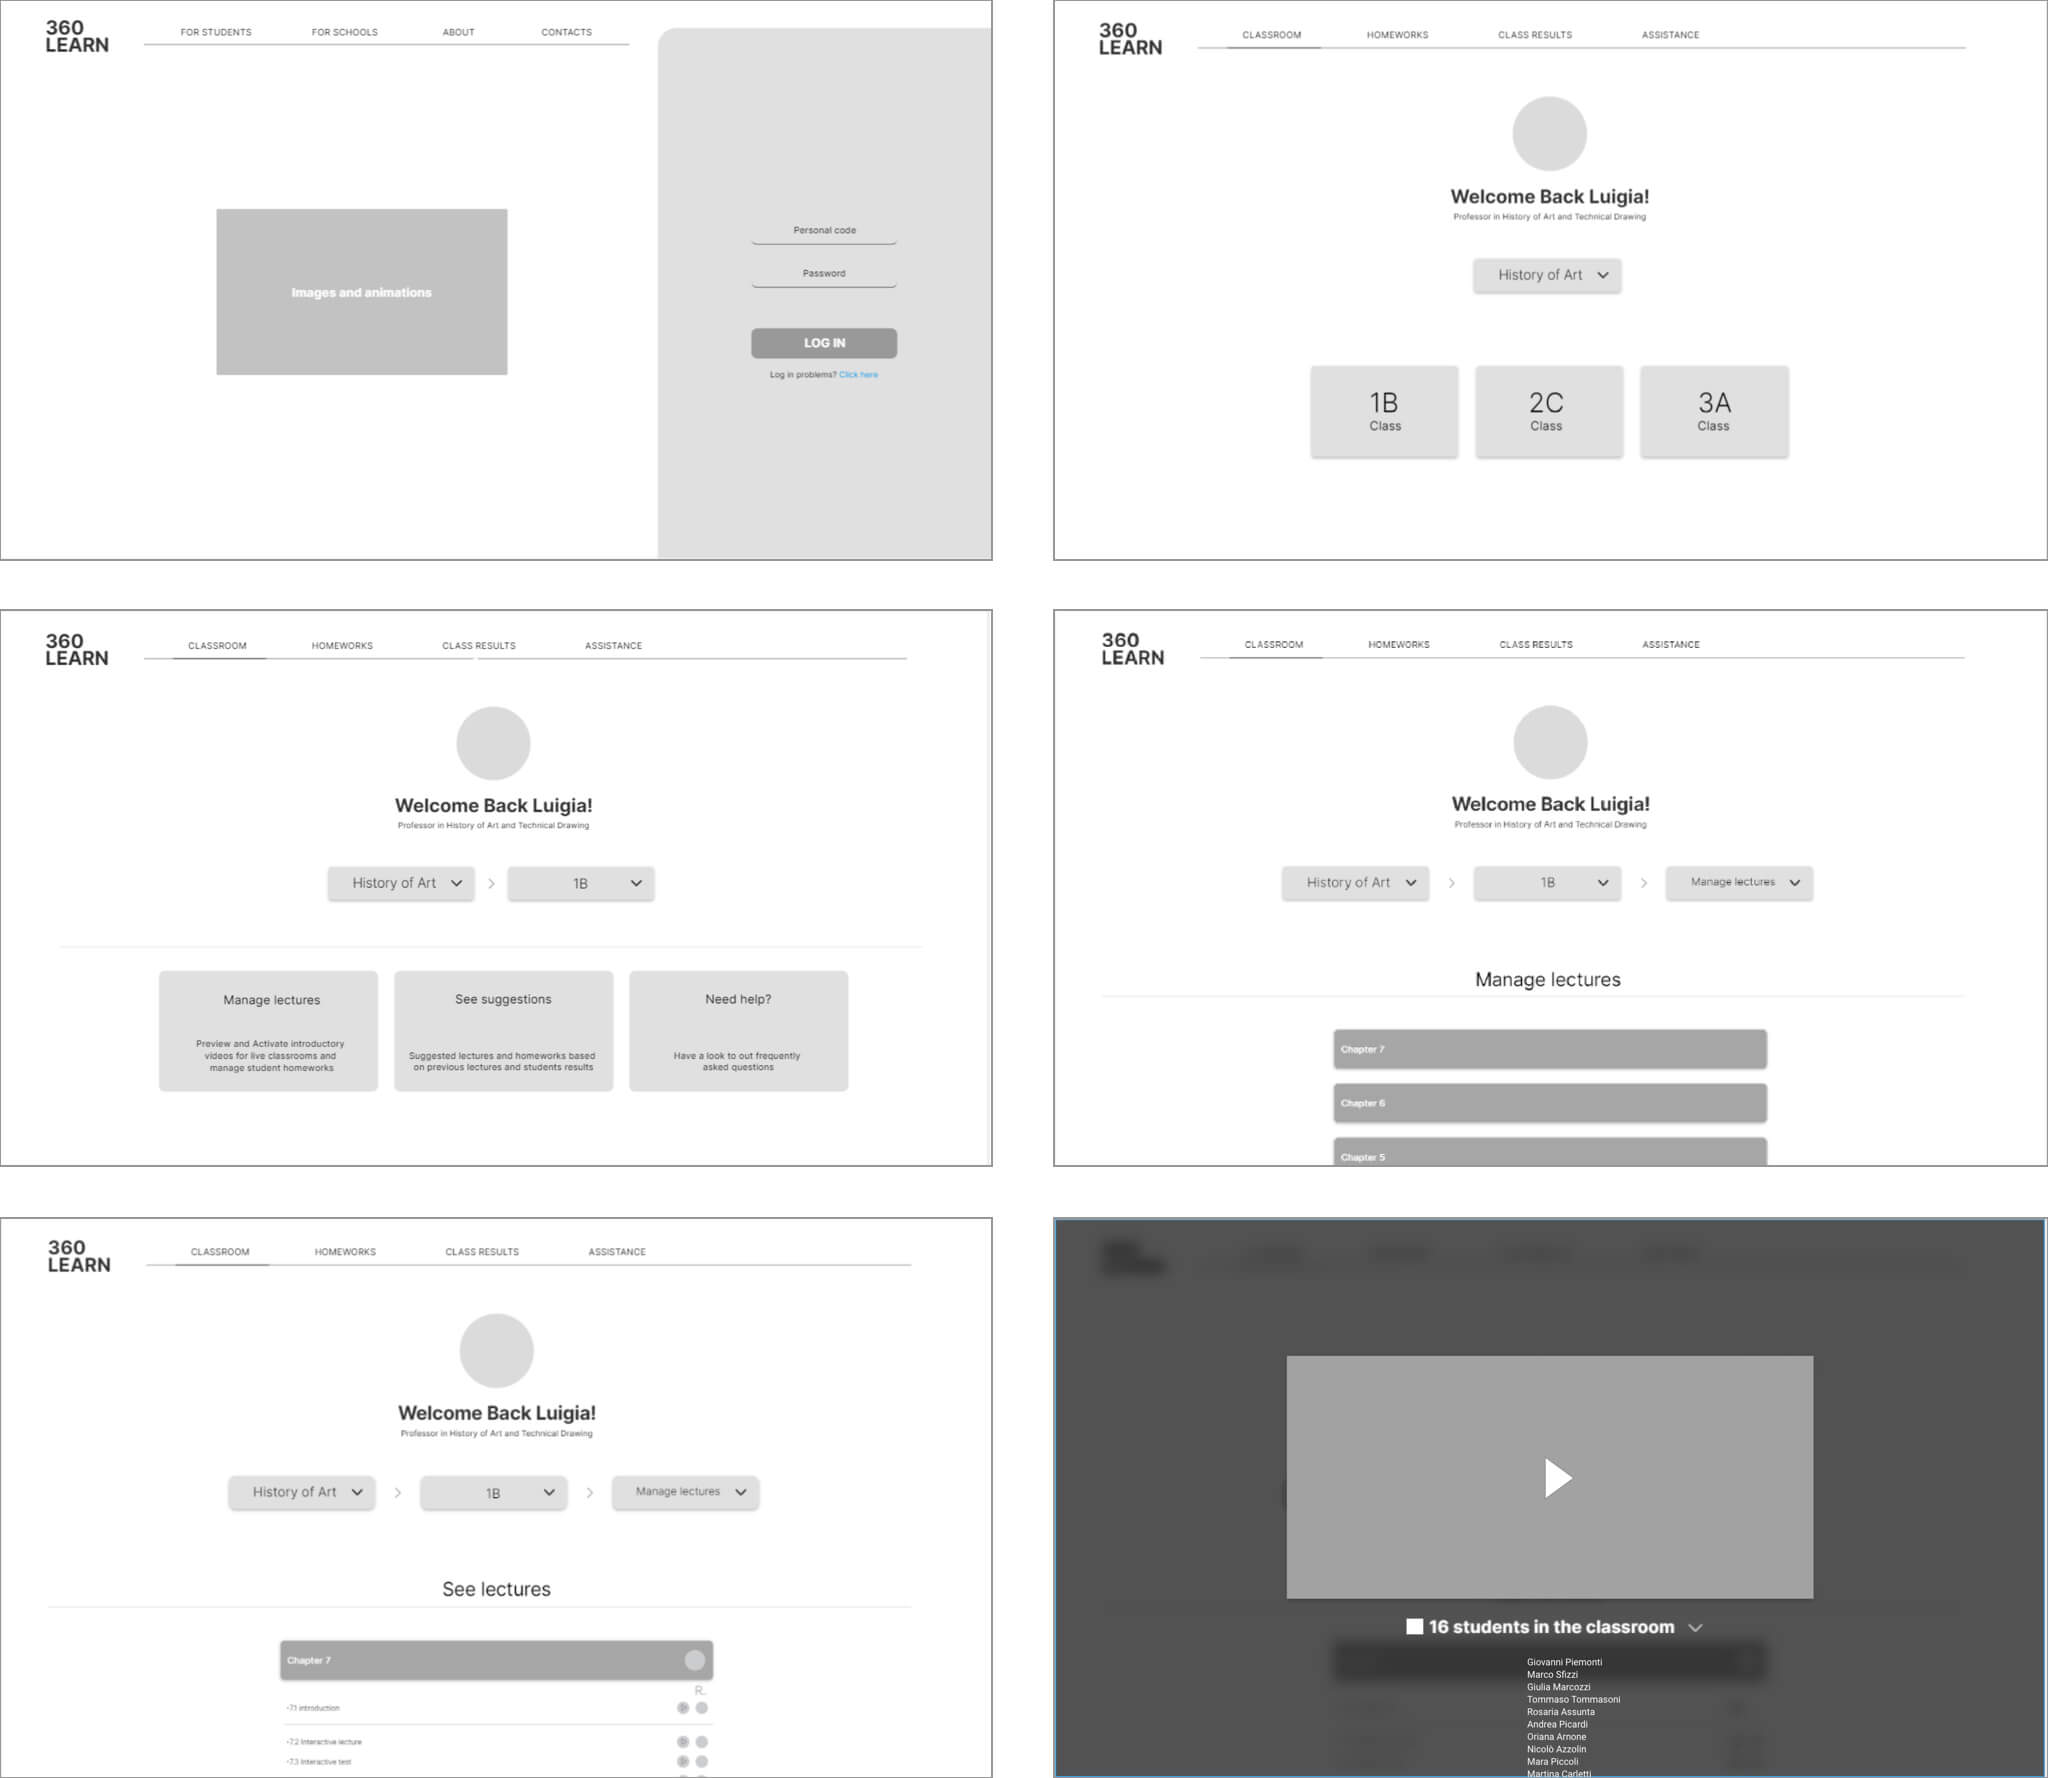 360
LEARN
FOR STUDENTS
FOR SCHOOLS
ABOUT
CONTACTS
Images and animations
Personal code
Password
LOG IN
Log in problems? Click here
360
LEARN
CLASSROOM
HOMEWORKS
CLASS RESULTS
ASSISTANCE
Welcome Back Luigia!
Professor in History of Art and Technical Drawing
History of Art
1B
Class
2C
Class
3A
Class
360
LEARN
CLASSROOM
HOMEWORKS
CLASS RESULTS
ASSISTANCE
Welcome Back Luigia!
Professor in History of Art and Technical Drawing
History of Art
1B
Manage lectures
Preview and Activate introductory
videos for live classrooms and
manage student homeworks
See suggestions
Suggested lectures and homeworks based
on previous lectures and students results
Need help?
Have a look to out frequently
asked questions
360
LEARN
CLASSROOM
HOMEWORKS
CLASS RESULTS
ASSISTANCE
Welcome Back Luigia!
Professor in History of Art and Technical Drawing
History of Art
1B
Manage lectures
Manage lectures
Chapter 7
Chapter 6
Chapter 5
360
LEARN
CLASSROOM
HOMEWORKS
CLASS RESULTS
ASSISTANCE
Welcome Back Luigia!
Professor in History of Art and Technical Drawing
History of Art
1B
Manage lectures
See lectures
Chapter 7
R..
-7.1 introduction
-7.2 Interactive lecture
-7.3 Interactive test
16 students in the classroom
Giovanni Piemonti
Marco Sfizzi
Giulia Marcozzi
Tommaso Tommasoni
Rosaria Assunta
Andrea Picardi
Oriana Arnone
Nicolò Azzolin
Mara Piccoli
Martina Carletti